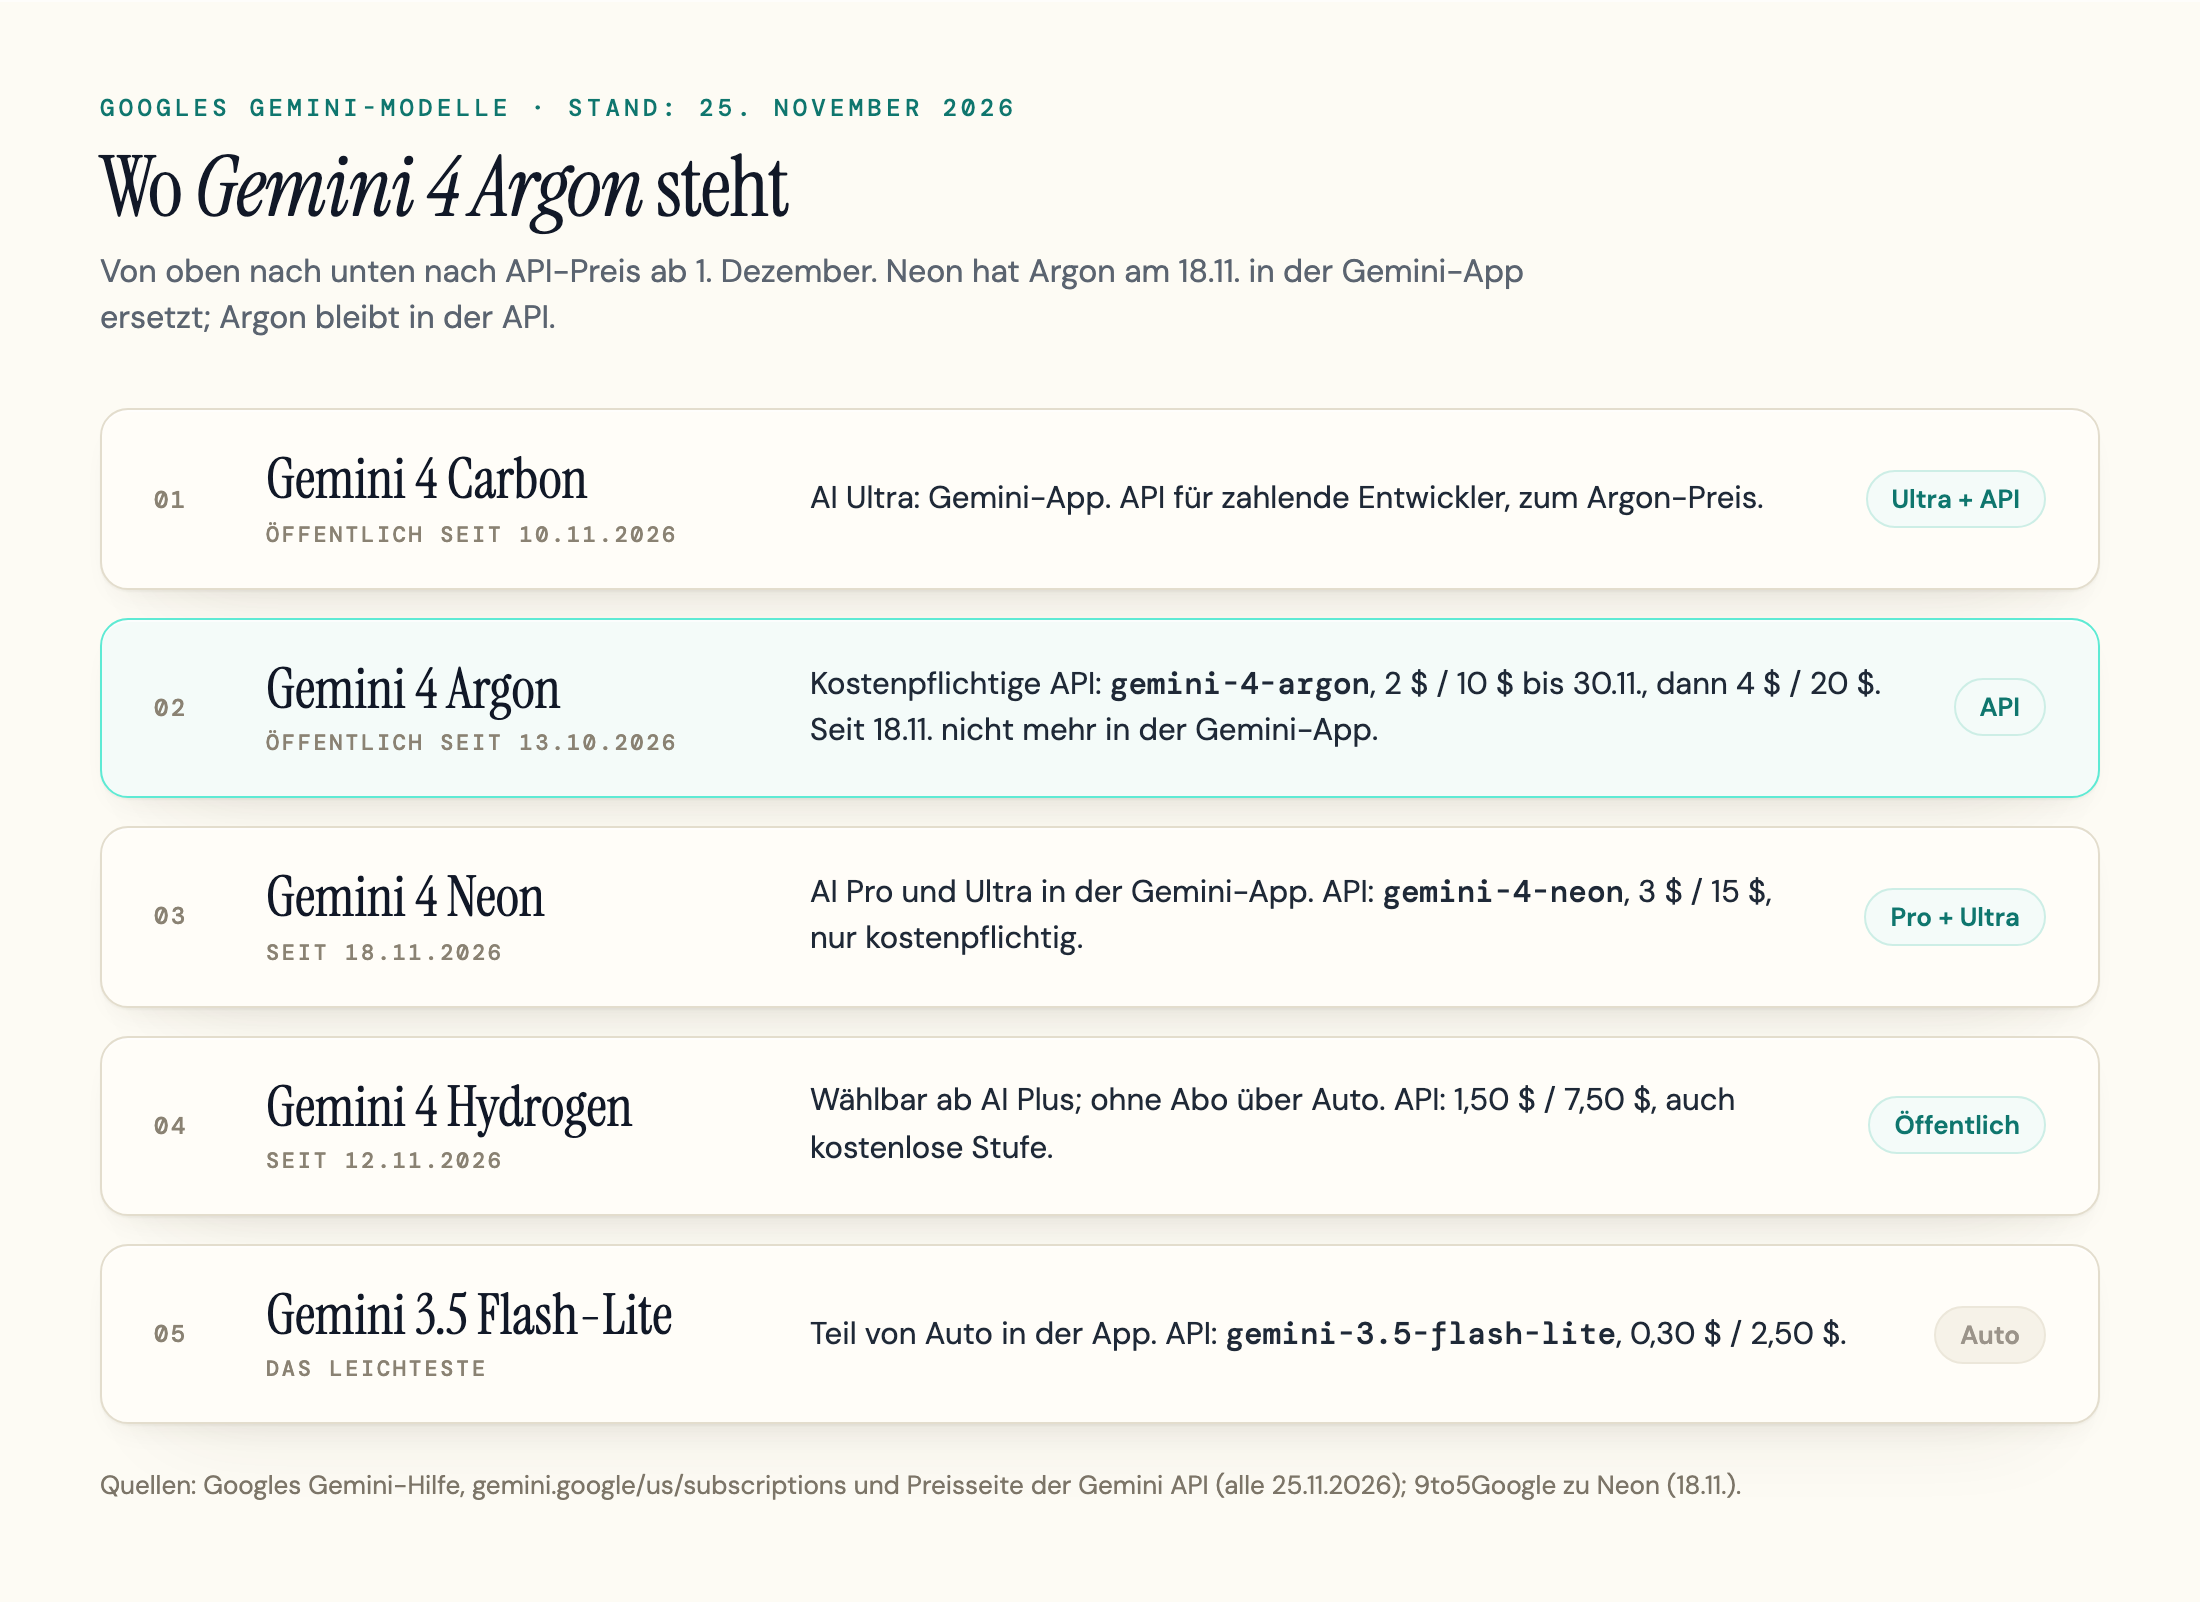 GOOGLES GEMINI-MODELLE · STAND: 25. NOVEMBER 2026
Wo Gemini 4 Argon steht
Von oben nach unten nach API-Preis ab 1. Dezember. Neon hat Argon am 18.11. in der Gemini-App
ersetzt; Argon bleibt in der API.
01
Gemini 4 Carbon
ÖFFENTLICH SEIT 10.11.2026
AI Ultra: Gemini-App. API für zahlende Entwickler, zum Argon-Preis.
Ultra + API
02
Gemini 4 Argon
ÖFFENTLICH SEIT 13.10.2026
Kostenpflichtige API: gemini-4-argon, 2 $ / 10 $ bis 30.11., dann 4 $ / 20 $.
Seit 18.11. nicht mehr in der Gemini-App.
API
03
Gemini 4 Neon
SEIT 18.11.2026
AI Pro und Ultra in der Gemini-App. API: gemini-4-neon, 3 $ / 15 $,
nur kostenpflichtig.
Pro + Ultra
04
Gemini 4 Hydrogen
SEIT 12.11.2026
Wählbar ab AI Plus; ohne Abo über Auto. API: 1,50 $ / 7,50 $, auch
kostenlose Stufe.
Öffentlich
05
Gemini 3.5 Flash-Lite
DAS LEICHTESTE
Teil von Auto in der App. API: gemini-3.5-flash-lite, 0,30 $ / 2,50 $.
Auto
Quellen: Googles Gemini-Hilfe, gemini.google/us/subscriptions und Preisseite der Gemini API (alle 25.11.2026); 9to5Google zu Neon (18.11.).